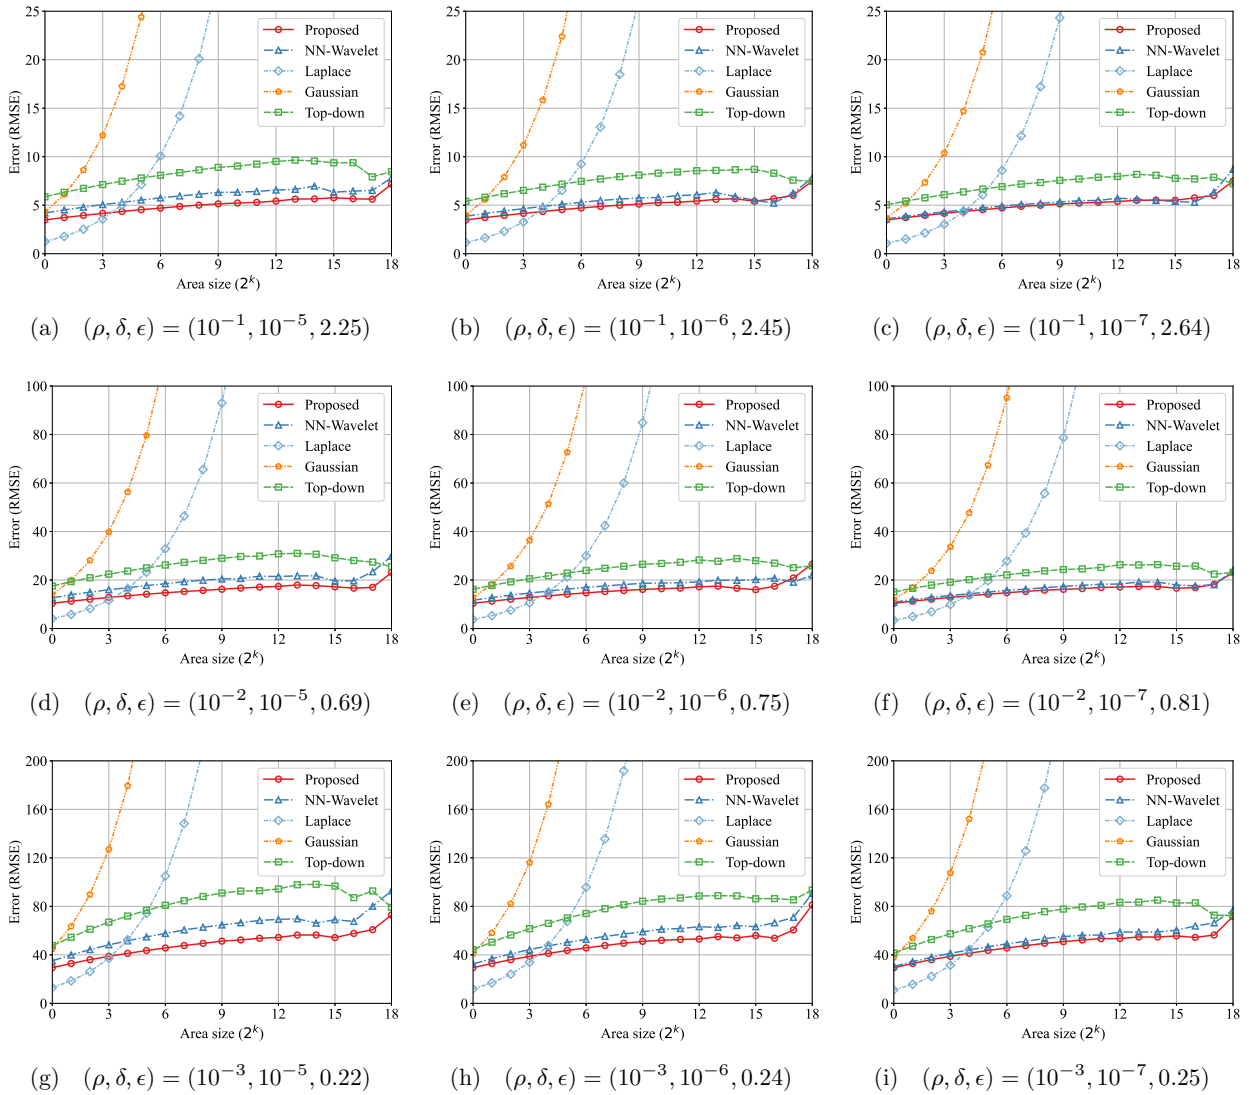 25
20
15
10
5
0
Error (RMSE)
Proposed
NN-Wavelet
Laplace
Gaussian
Top-down
0 3 6 9 12 15 18
Area size (2^k)
25
20
15
10
5
0
Error (RMSE)
Proposed
NN-Wavelet
Laplace
Gaussian
Top-down
0 3 6 9 12 15 18
Area size (2^k)
25
20
15
10
5
0
Error (RMSE)
Proposed
NN-Wavelet
Laplace
Gaussian
Top-down
0 3 6 9 12 15 18
Area size (2^k)
(a) (ρ, δ, ϵ) = (10^−1, 10^−5, 2.25)
(b) (ρ, δ, ϵ) = (10^−1, 10^−6, 2.45)
(c) (ρ, δ, ϵ) = (10^−1, 10^−7, 2.64)
100
80
60
40
20
0
Error (RMSE)
Proposed
NN-Wavelet
Laplace
Gaussian
Top-down
0 3 6 9 12 15 18
Area size (2^k)
100
80
60
40
20
0
Error (RMSE)
Proposed
NN-Wavelet
Laplace
Gaussian
Top-down
0 3 6 9 12 15 18
Area size (2^k)
100
80
60
40
20
0
Error (RMSE)
Proposed
NN-Wavelet
Laplace
Gaussian
Top-down
0 3 6 9 12 15 18
Area size (2^k)
(d) (ρ, δ, ϵ) = (10^−2, 10^−5, 0.69)
(e) (ρ, δ, ϵ) = (10^−2, 10^−6, 0.75)
(f) (ρ, δ, ϵ) = (10^−2, 10^−7, 0.81)
200
160
120
80
40
0
Error (RMSE)
Proposed
NN-Wavelet
Laplace
Gaussian
Top-down
0 3 6 9 12 15 18
Area size (2^k)
200
160
120
80
40
0
Error (RMSE)
Proposed
NN-Wavelet
Laplace
Gaussian
Top-down
0 3 6 9 12 15 18
Area size (2^k)
200
160
120
80
40
0
Error (RMSE)
Proposed
NN-Wavelet
Laplace
Gaussian
Top-down
0 3 6 9 12 15 18
Area size (2^k)
(g) (ρ, δ, ϵ) = (10^−3, 10^−5, 0.22)
(h) (ρ, δ, ϵ) = (10^−3, 10^−6, 0.24)
(i) (ρ, δ, ϵ) = (10^−3, 10^−7, 0.25)